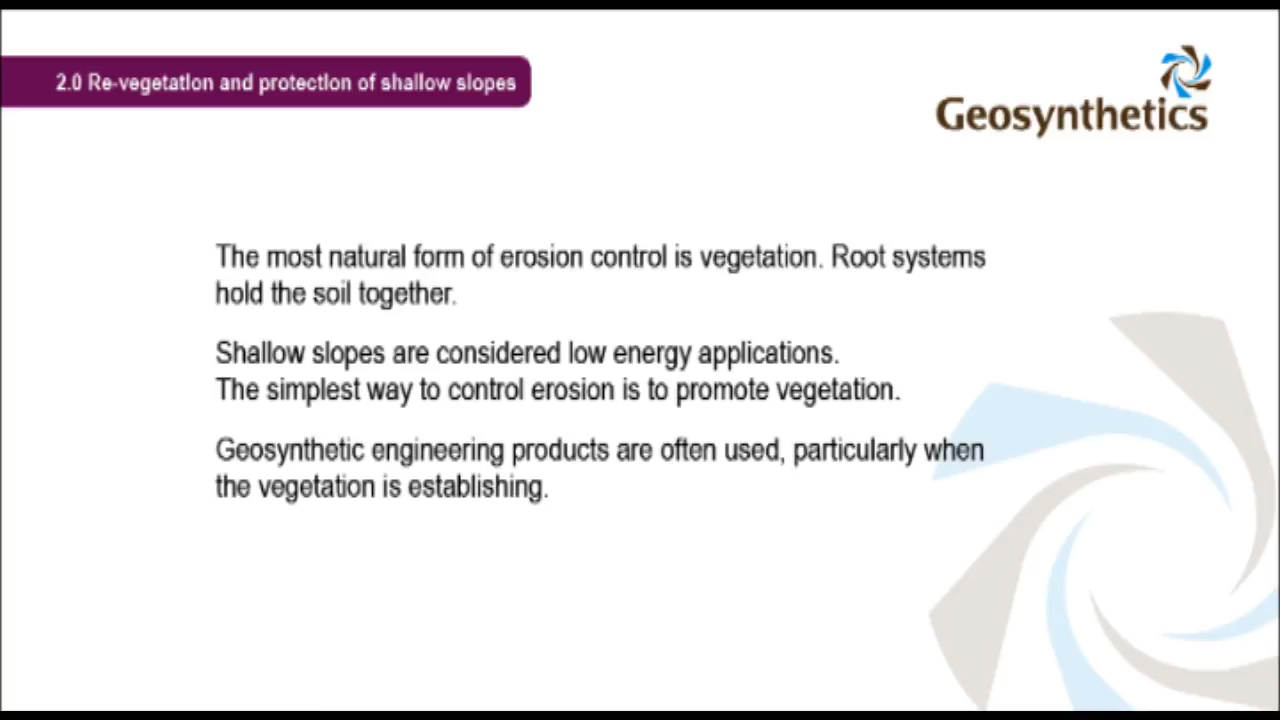 2.0 Re-vegetation and protection of shallow slopes
Geosynthetics
The most natural form of erosion control is vegetation. Root systems
hold the soil together.
Shallow slopes are considered low energy applications.
The simplest way to control erosion is to promote vegetation.
Geosynthetic engineering products are often used, particularly when
the vegetation is establishing.